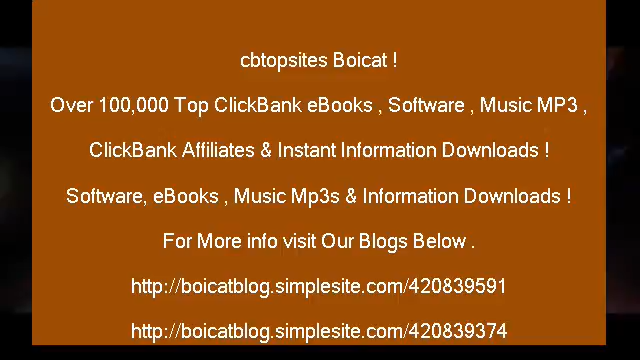 cbtopsites Boicat !
Over 100,000 Top ClickBank eBooks , Software , Music MP3 ,
ClickBank Affiliates & Instant Information Downloads !
Software, eBooks , Music Mp3s & Information Downloads !
For More info visit Our Blogs Below .
http://boicatblog.simplesite.com/420839591
http://boicatblog.simplesite.com/420839374